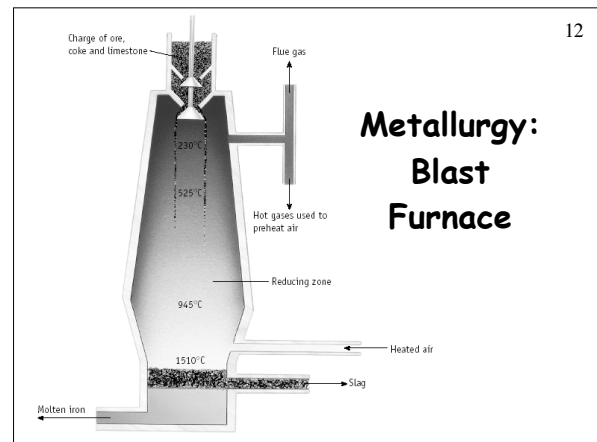 12
Charge of ore,
coke and limestone
Flue gas
Metallurgy:
Blast
Furnace
230°C
525°C
Hot gases used to
preheat air
Reducing zone
945°C
Heated air
1510°C
Slag
Molten iron